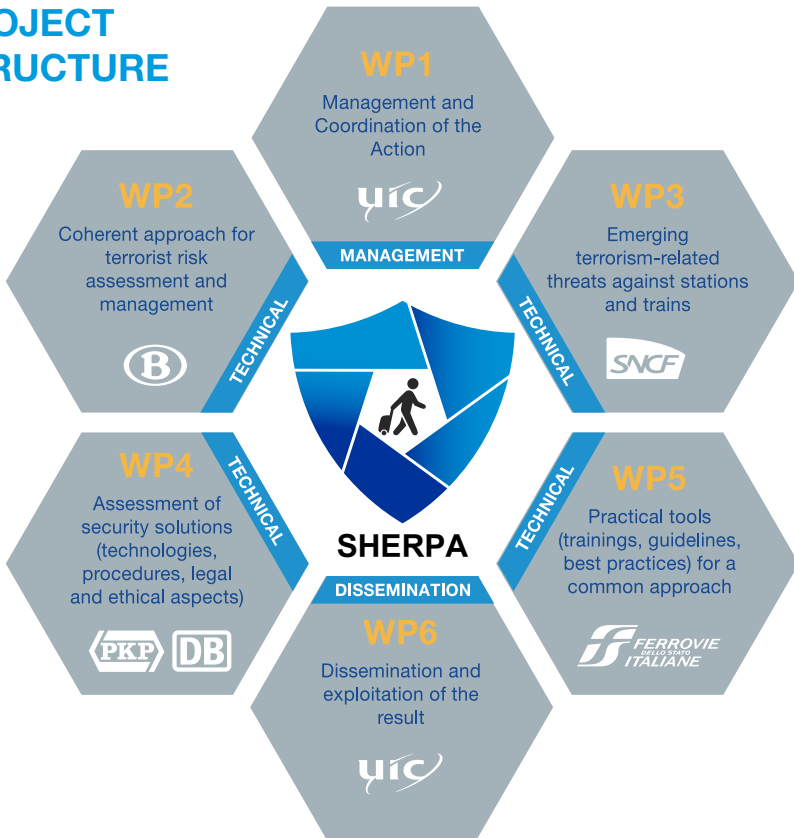 OJECT
RUCTURE
WP1
Management and
Coordination of the
Action
uic
MANAGEMENT
WP2
Coherent approach for
terrorist risk
assessment and
management
B
TECHNICAL
WP3
Emerging
terrorism-related
threats against stations
and trains
SNCF
TECHNICAL
SHERPA
WP4
Assessment of
security solutions
(technologies,
procedures, legal
and ethical aspects)
PKP DB
TECHNICAL
WP5
Practical tools
(trainings, guidelines,
best practices) for a
common approach
FERROVIE
DELLO STATO
ITALIANE
TECHNICAL
DISSEMINATION
WP6
Dissemination and
exploitation of the
result
uic